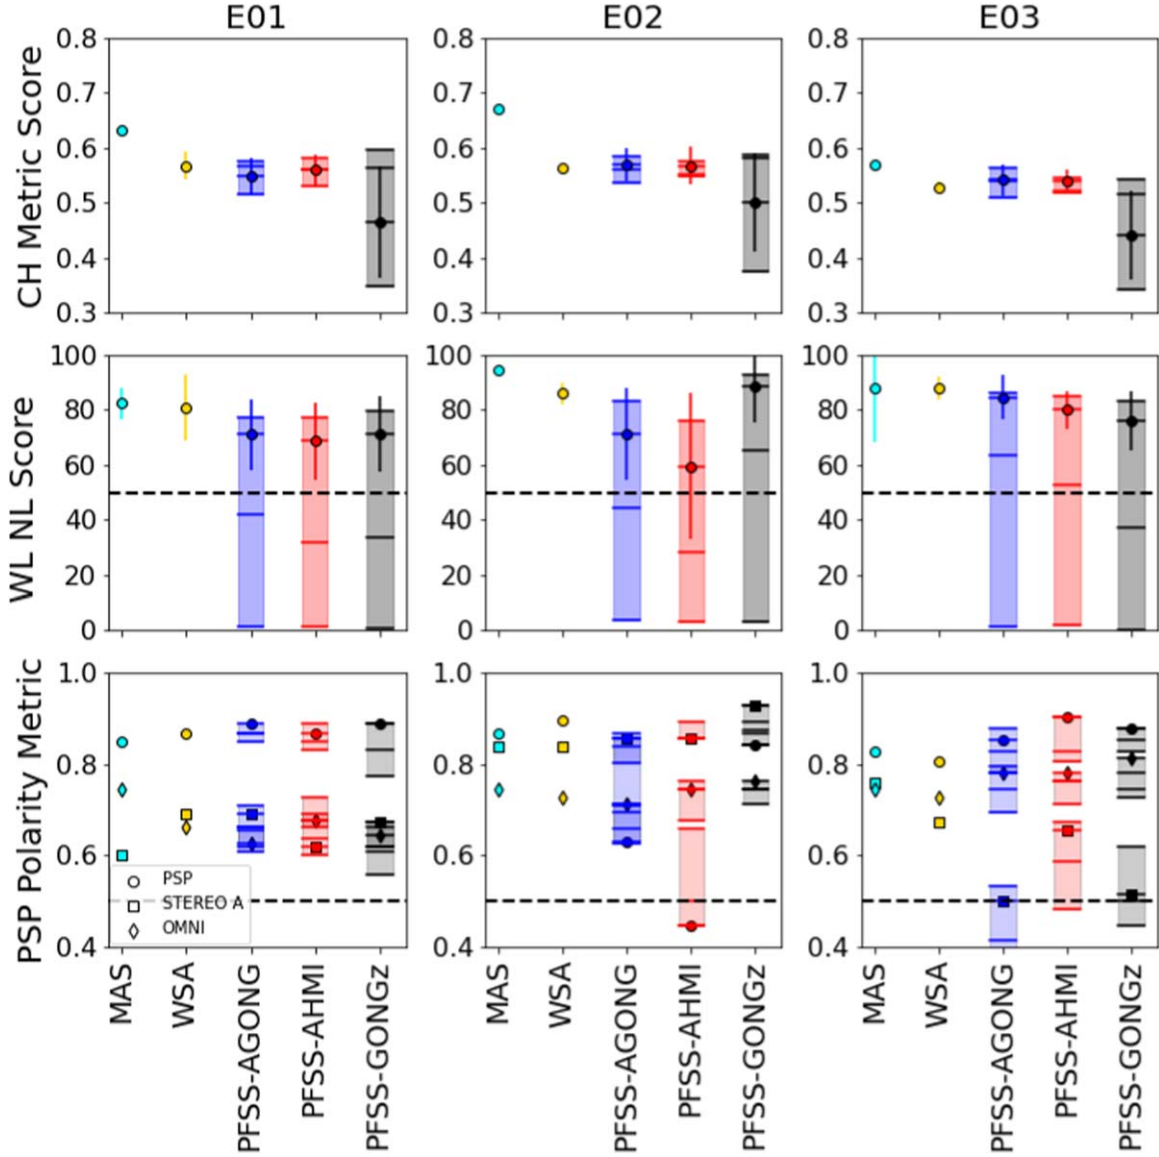 E01 E02 E03
CH Metric Score
0.8 0.8 0.8
0.7 0.7 0.7
0.6 0.6 0.6
0.5 0.5 0.5
0.4 0.4 0.4
0.3 0.3 0.3
WL NL Score
100 100 100
80 80 80
60 60 60
40 40 40
20 20 20
0 0 0
PSP Polarity Metric
1.0 1.0 1.0
0.8 0.8 0.8
0.6 0.6 0.6
0.4 0.4 0.4
PSP
STEREO A
OMNI
MAS WSA PFSS-AGONG PFSS-AHMI PFSS-GONGz MAS WSA PFSS-AGONG PFSS-AHMI PFSS-GONGz MAS WSA PFSS-AGONG PFSS-AHMI PFSS-GONGz